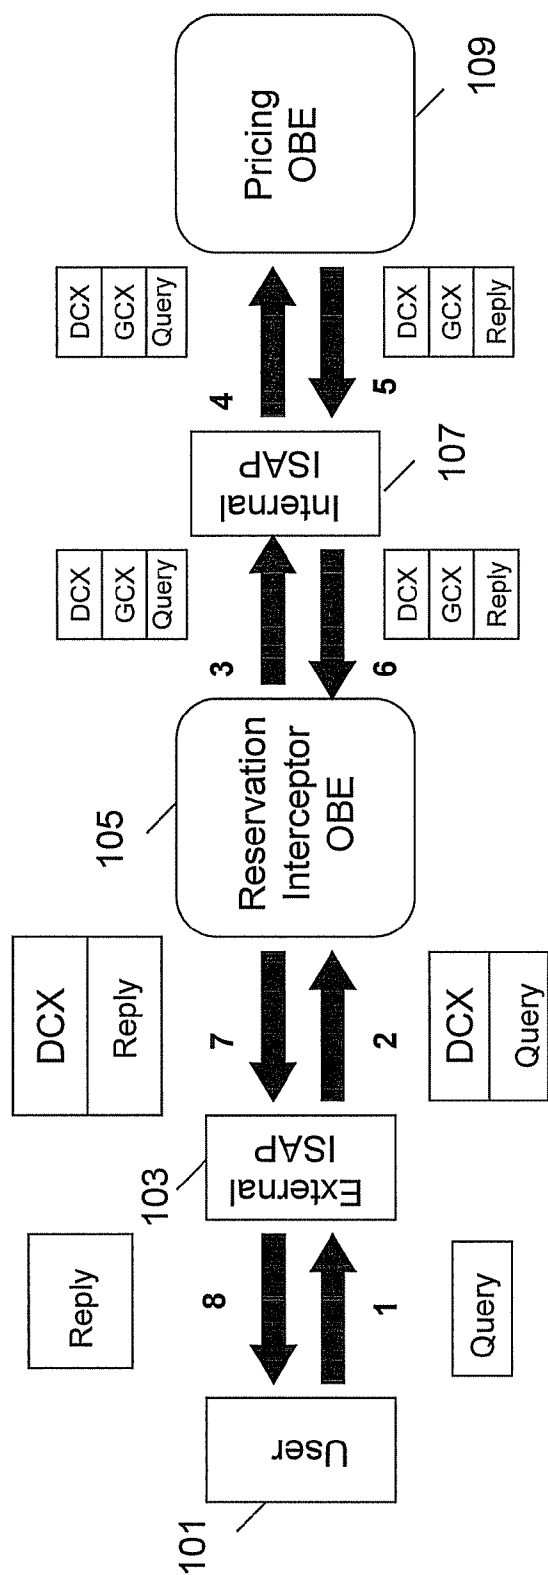 Reply
DCX
Reply
DCX
GCX
Query
DCX
GCX
Query
103
105
8
7
3
4
101
User
External
ISAP
Reservation
Interceptor
OBE
Internal
ISAP
Pricing
OBE
1
2
6
5
107
109
Query
DCX
Query
DCX
GCX
Reply
DCX
GCX
Reply